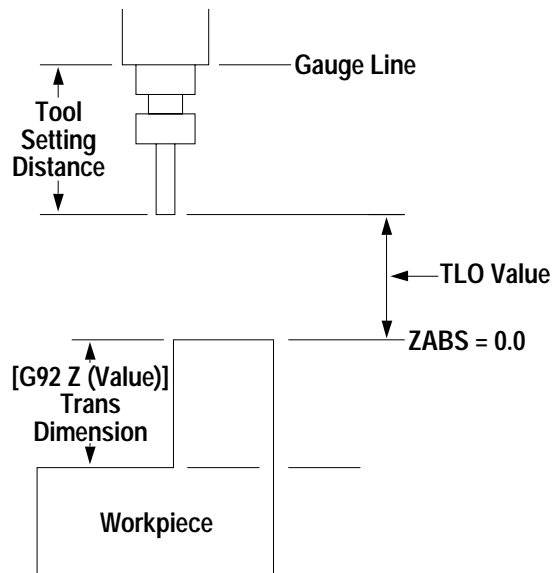 Gauge Line
Tool
Setting
Distance
TLO Value
ZABS = 0.0
[G92 Z (Value)]
Trans
Dimension
Workpiece